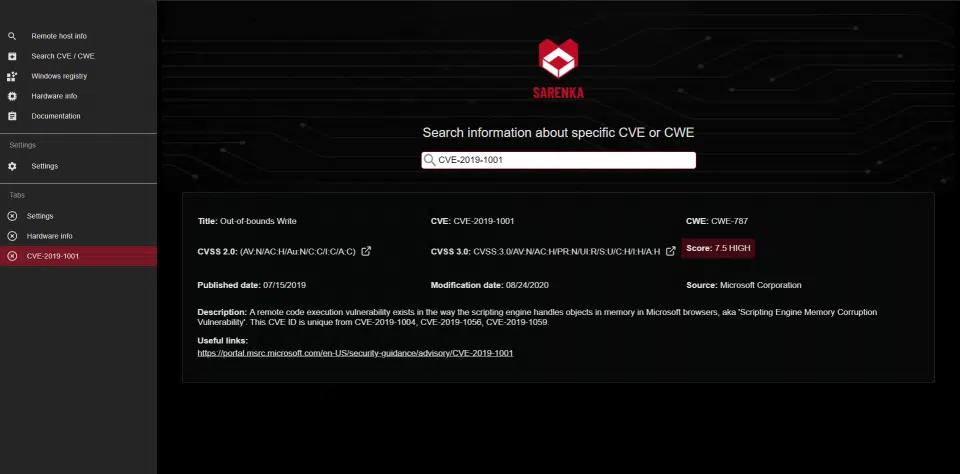 Remote host info
Search CVE / CWE
Windows registry
Hardware info
Documentation
Settings
Settings
Tabs
Settings
Hardware info
CVE-2019-1001
SARENKA
Search information about specific CVE or CWE
CVE-2019-1001
Title: Out-of-bounds Write
CVE: CVE-2019-1001
CWE: CWE-787
CVSS 2.0: (AV:N/AC:H/Au:N/C:C/I:C/A:C)
CVSS 3.0: CVSS:3.0/AV:N/AC:H/PR:N/UI:R/S:U/C:H/I:H/A:H
Score: 7.5 HIGH
Published date: 07/15/2019
Modification date: 08/24/2020
Source: Microsoft Corporation
Description: A remote code execution vulnerability exists in the way the scripting engine handles objects in memory in Microsoft browsers, aka 'Scripting Engine Memory Corruption
Vulnerability'. This CVE ID is unique from CVE-2019-1004, CVE-2019-1056, CVE-2019-1059.
Useful links:
https://portal.msrc.microsoft.com/en-US/security-guidance/advisory/CVE-2019-1001